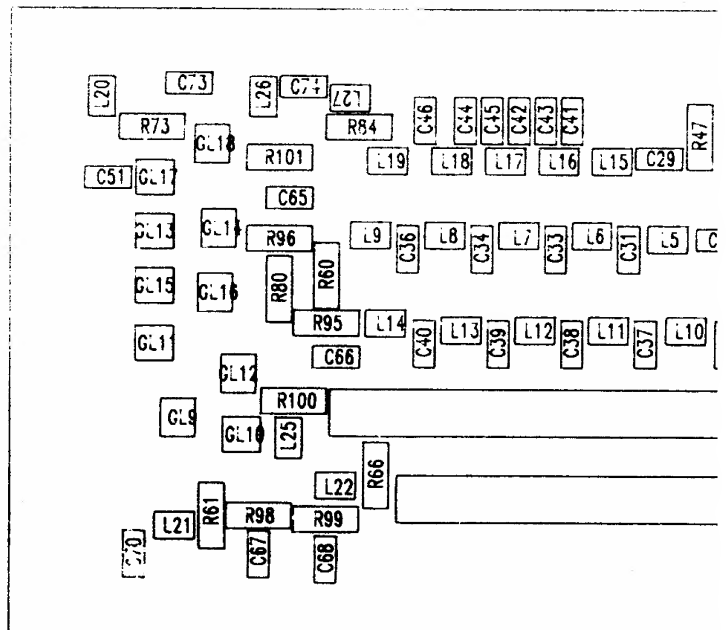 L20 C73 L26 C74 L27 C46 C44 C45 C42 C43 C41 R47
R73 GL18 R84
R101 L19 L18 L17 L16 L15 C29
C51 GL17
C65
GL13 GL14 R96 L9 C36 L8 C34 L7 C33 L6 C31 L5 C
GL15 GL16 R80 R60
R95 L14 C40 L13 C39 L12 C38 L11 C37 L10
GL11 C66
GL12
R100
GL9 GL10 L25
R66
L22
L21 R61 R98 R99
C70 C67 C68